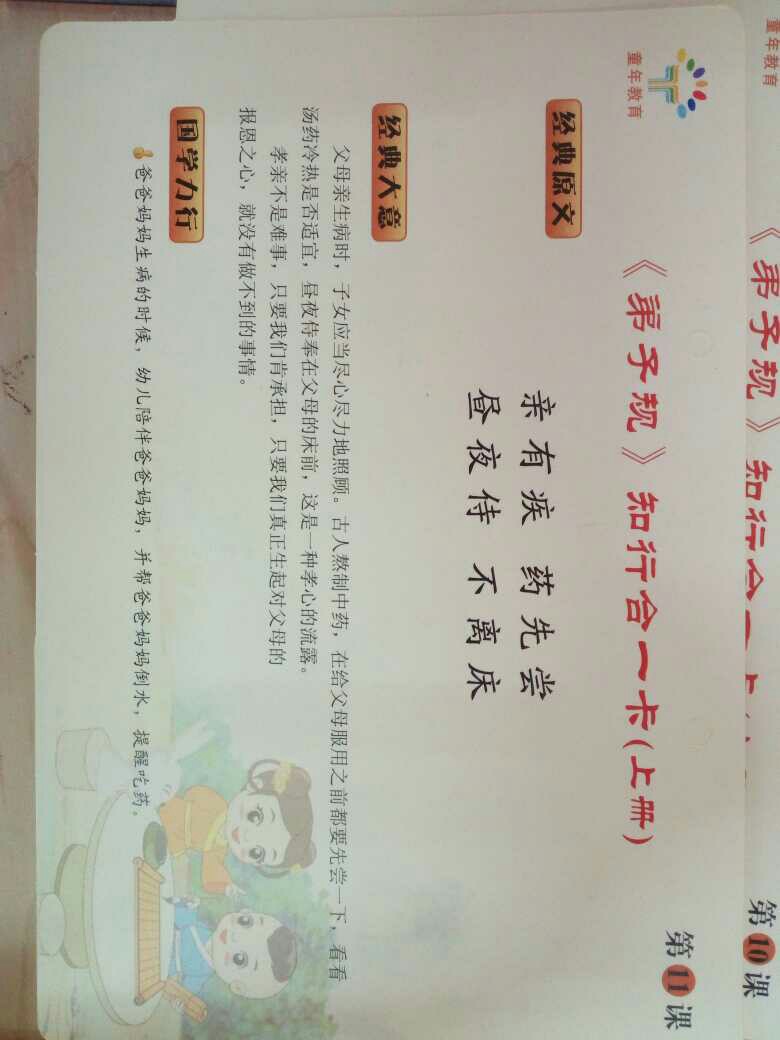 童年教育
《弟子规》知行合一卡(上册)
第11课
经典原文
亲有疾 药先尝
昼夜侍 不离床
经典大意
父母亲生病时，子女应当尽心尽力地照顾。古人熬制中药，在给父母服用之前都要先尝一下，看看
汤药冷热是否适宜，昼夜侍奉在父母的床前，这是一种孝心的流露。
孝亲不是难事，只要我们肯承担，只要我们真正生起对父母的
报恩之心，就没有做不到的事情。
国学力行
爸爸妈妈生病的时候，幼儿陪伴爸爸妈妈，并帮爸爸妈妈倒水，提醒吃药。
童年教育
《弟子规》知行合一卡
第10课